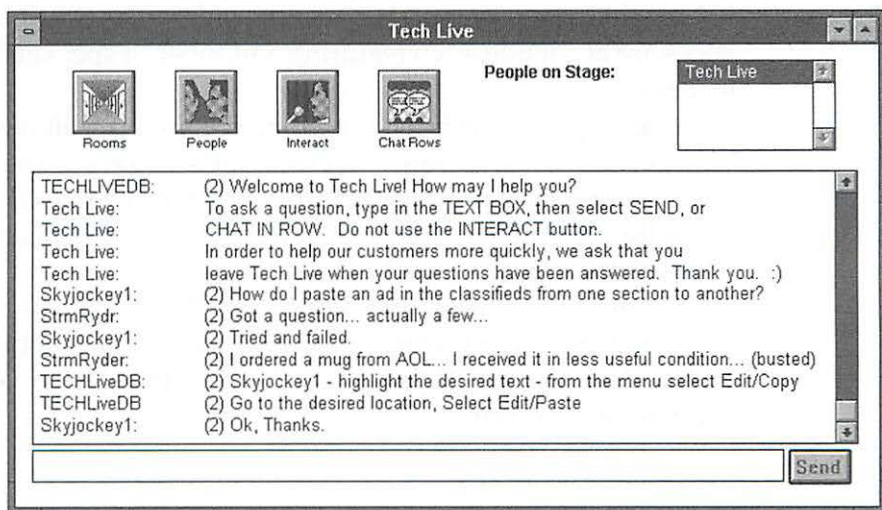 Tech Live
People on Stage:
Tech Live
Rooms
People
Interact
Chat Rows
TECHLIVEDB: (2) Welcome to Tech Live! How may I help you?
Tech Live: To ask a question, type in the TEXT BOX, then select SEND, or
Tech Live: CHAT IN ROW. Do not use the INTERACT button.
Tech Live: In order to help our customers more quickly, we ask that you
Tech Live: leave Tech Live when your questions have been answered. Thank you. :)
Skyjockey1: (2) How do I paste an ad in the classifieds from one section to another?
StrmRydr: (2) Got a question... actually a few...
Skyjockey1: (2) Tried and failed.
StrmRyder: (2) I ordered a mug from AOL... I received it in less useful condition... (busted)
TECHLiveDB: (2) Skyjockey1 - highlight the desired text - from the menu select Edit/Copy
TECHLiveDB (2) Go to the desired location, Select Edit/Paste
Skyjockey1: (2) Ok, Thanks.
Send